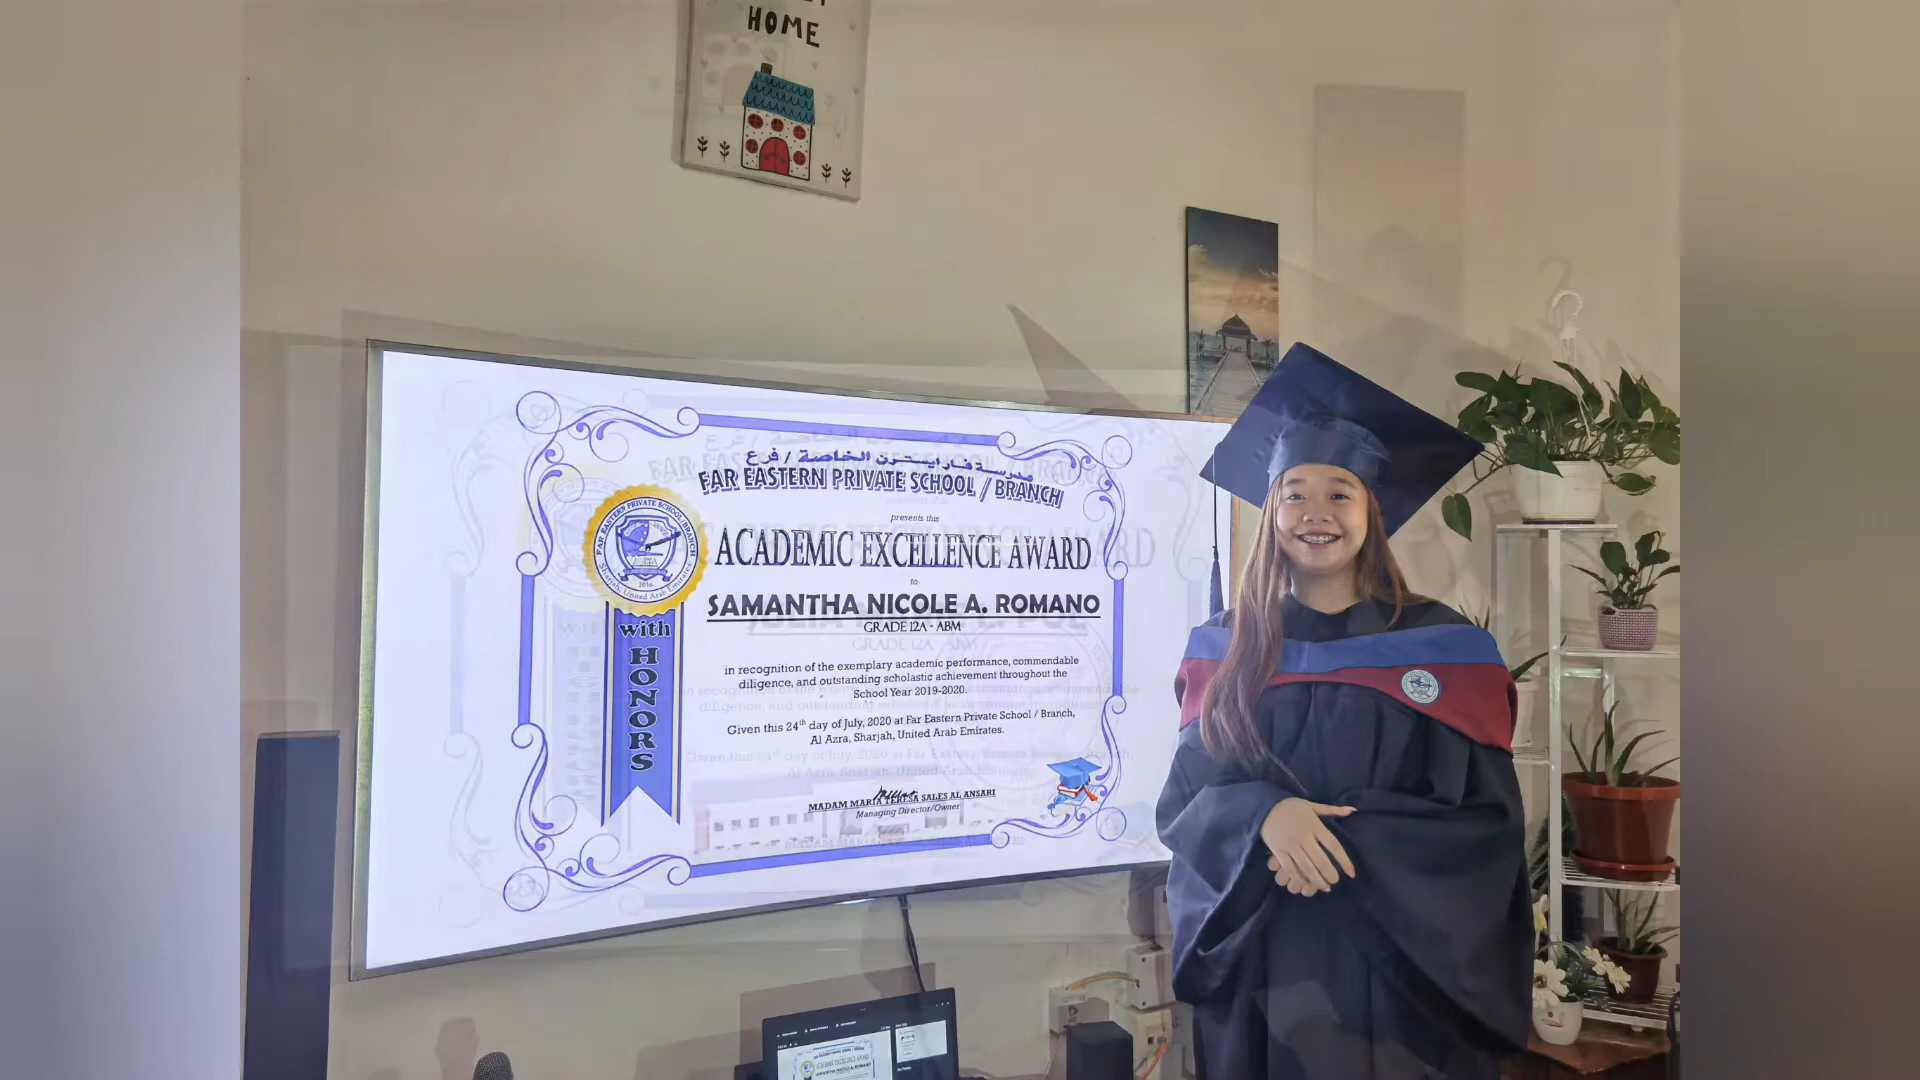 HOME
مدرسة فارايسترن الخاصة / فرع
FAR EASTERN PRIVATE SCHOOL / BRANCH
presents this
ACADEMIC EXCELLENCE AWARD
to
SAMANTHA NICOLE A. ROMANO
GRADE 12A - ABM
in recognition of the exemplary academic performance, commendable
diligence, and outstanding scholastic achievement throughout the
School Year 2019-2020.
Given this 24th day of July, 2020 at Far Eastern Private School / Branch,
Al Azra, Sharjah, United Arab Emirates.
MADAM MARIA TERESA SALES AL ANSARI
Managing Director/Owner
FAR EASTERN PRIVATE SCHOOL/BRANCH
2016
Sharjah, United Arab Emirates
with
HONORS